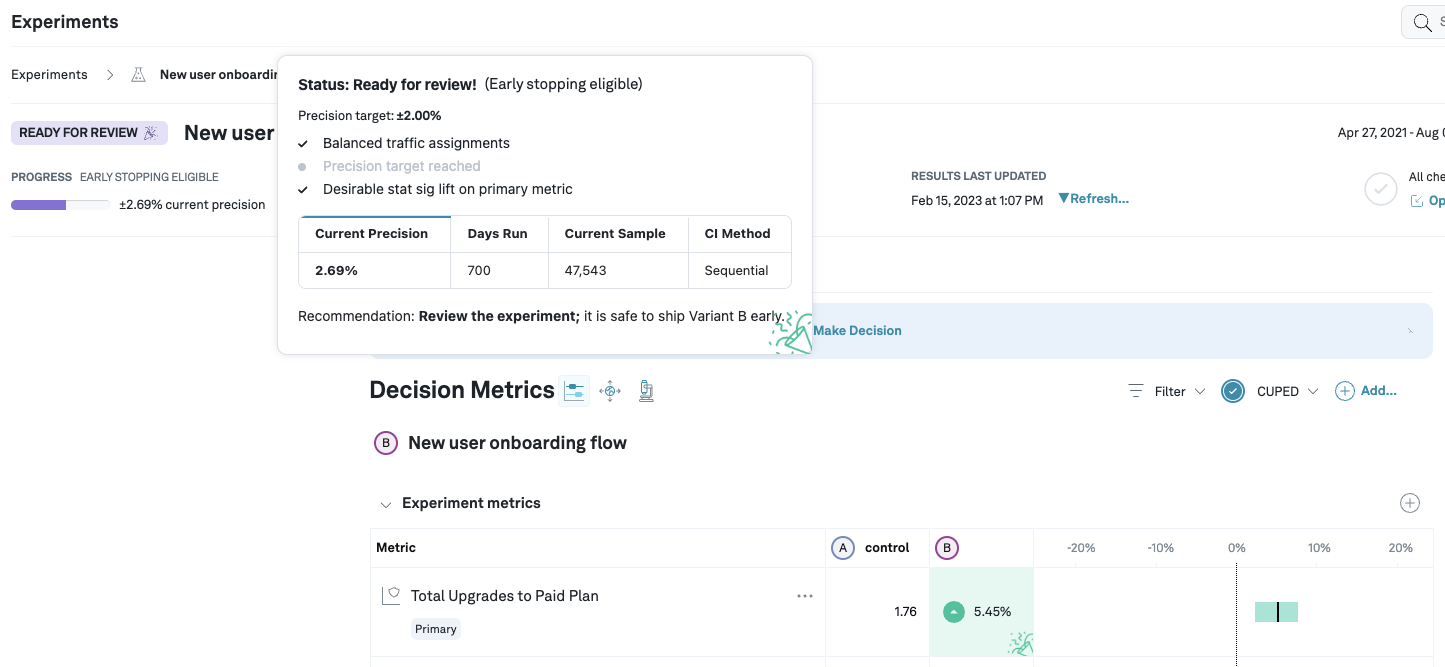 Experiments
Experiments
New user
READY FOR REVIEW
New user
Status: Ready for review! (Early stopping eligible)
Precision target: ±2.00%
Balanced traffic assignments
Precision target reached
Desirable stat sig lift on primary metric
Current Precision Days Run Current Sample CI Method
2.69% 700 47,543 Sequential
Recommendation: Review the experiment; it is safe to ship Variant B early.
Apr 27, 2021 - Aug
PROGRESS EARLY STOPPING ELIGIBLE
±2.69% current precision
RESULTS LAST UPDATED
Feb 15, 2023 at 1:07 PM
Refresh...
All
Make Decision
Decision Metrics
Filter
CUPED
Add...
B New user onboarding flow
Experiment metrics
Metric A control B -20% -10% 0% 10% 20%
Total Upgrades to Paid Plan ... 1.76 5.45%
Primary